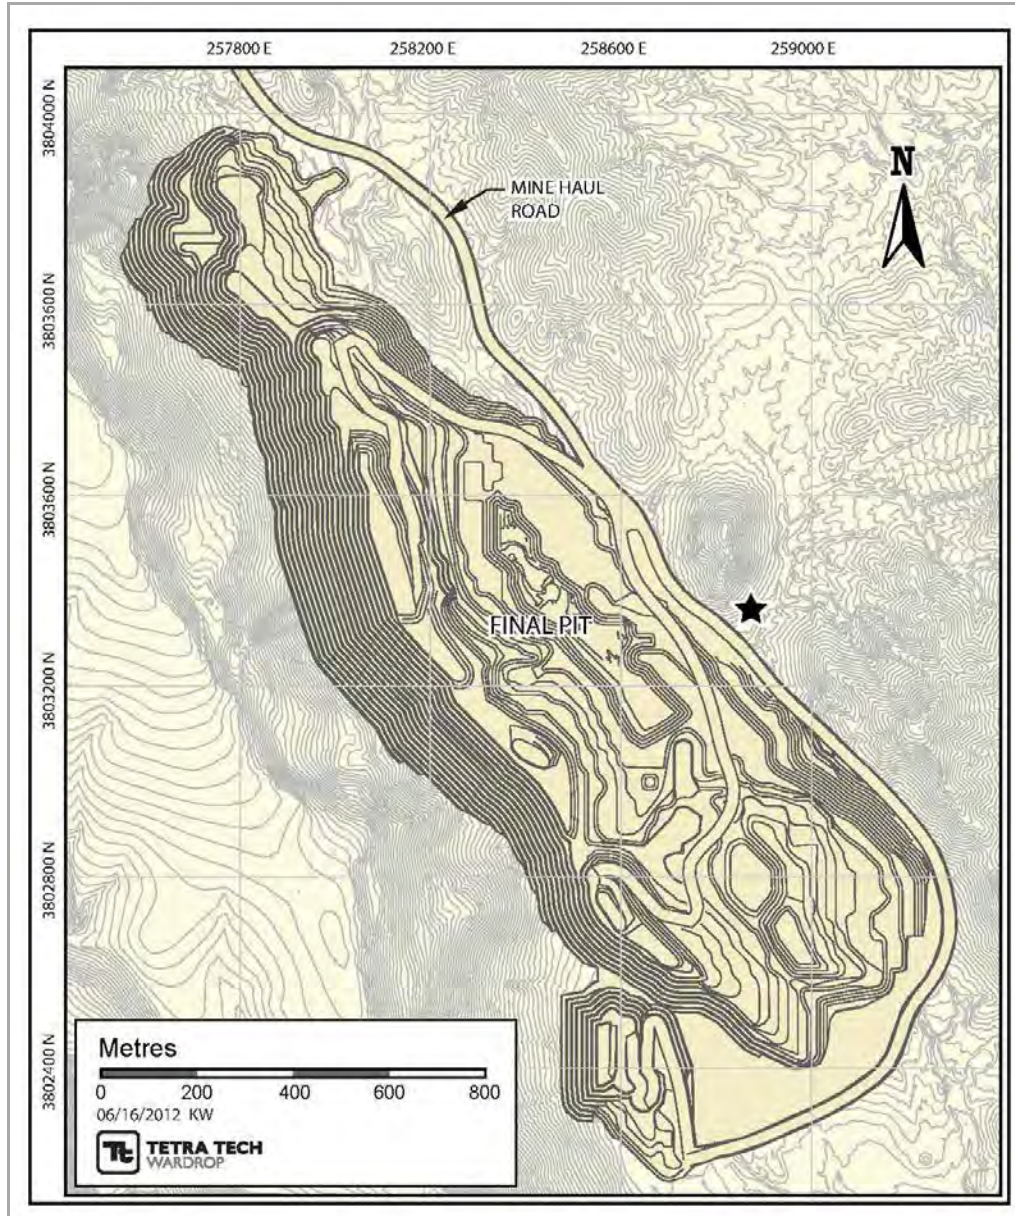 257800 E 258200 E 258600 E 259000 E
3804000 N
N
MINE HAUL
ROAD
3803600 N
3803600 N
FINAL PIT
3803200 N
3802800 N
3802400 N
Metres
0 200 400 600 800
06/16/2012 KW
Tt
TETRA TECH
WARDROP